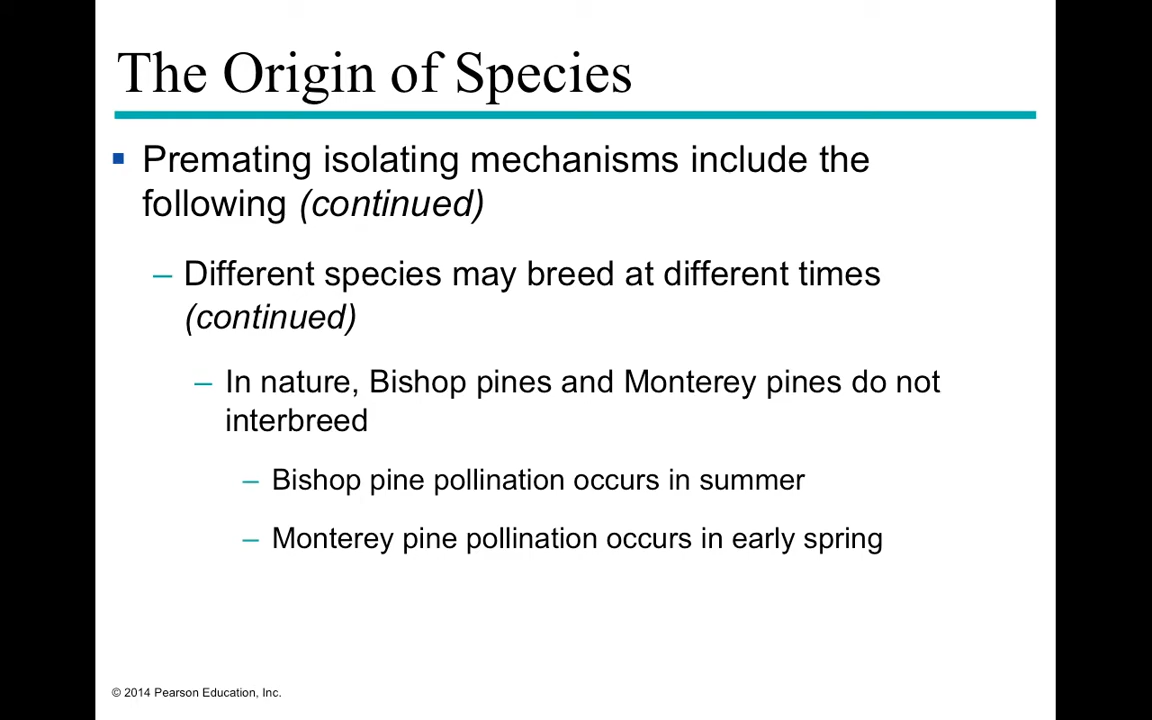 The Origin of Species
▪ Premating isolating mechanisms include the
following (continued)
– Different species may breed at different times
(continued)
– In nature, Bishop pines and Monterey pines do not
interbreed
– Bishop pine pollination occurs in summer
– Monterey pine pollination occurs in early spring
© 2014 Pearson Education, Inc.